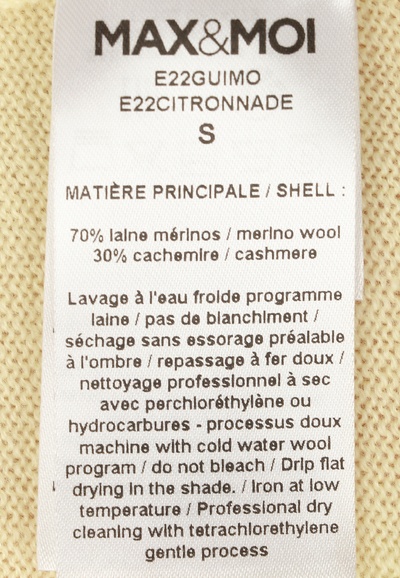 MAX&MOI
E22GUIMO
E22CITRONNADE
S
MATIÈRE PRINCIPALE / SHELL :
70% laine mérinos / merino wool
30% cachemire / cashmere
Lavage à l'eau froide programme
laine / pas de blanchiment /
séchage sans essorage préalable
à l'ombre / repassage à fer doux /
nettoyage professionnel à sec
avec perchloréthylène ou
hydrocarbures - processus doux
machine with cold water wool
program / do not bleach / Drip flat
drying in the shade. / Iron at low
temperature / Professional dry
cleaning with tetrachlorethylene
gentle process